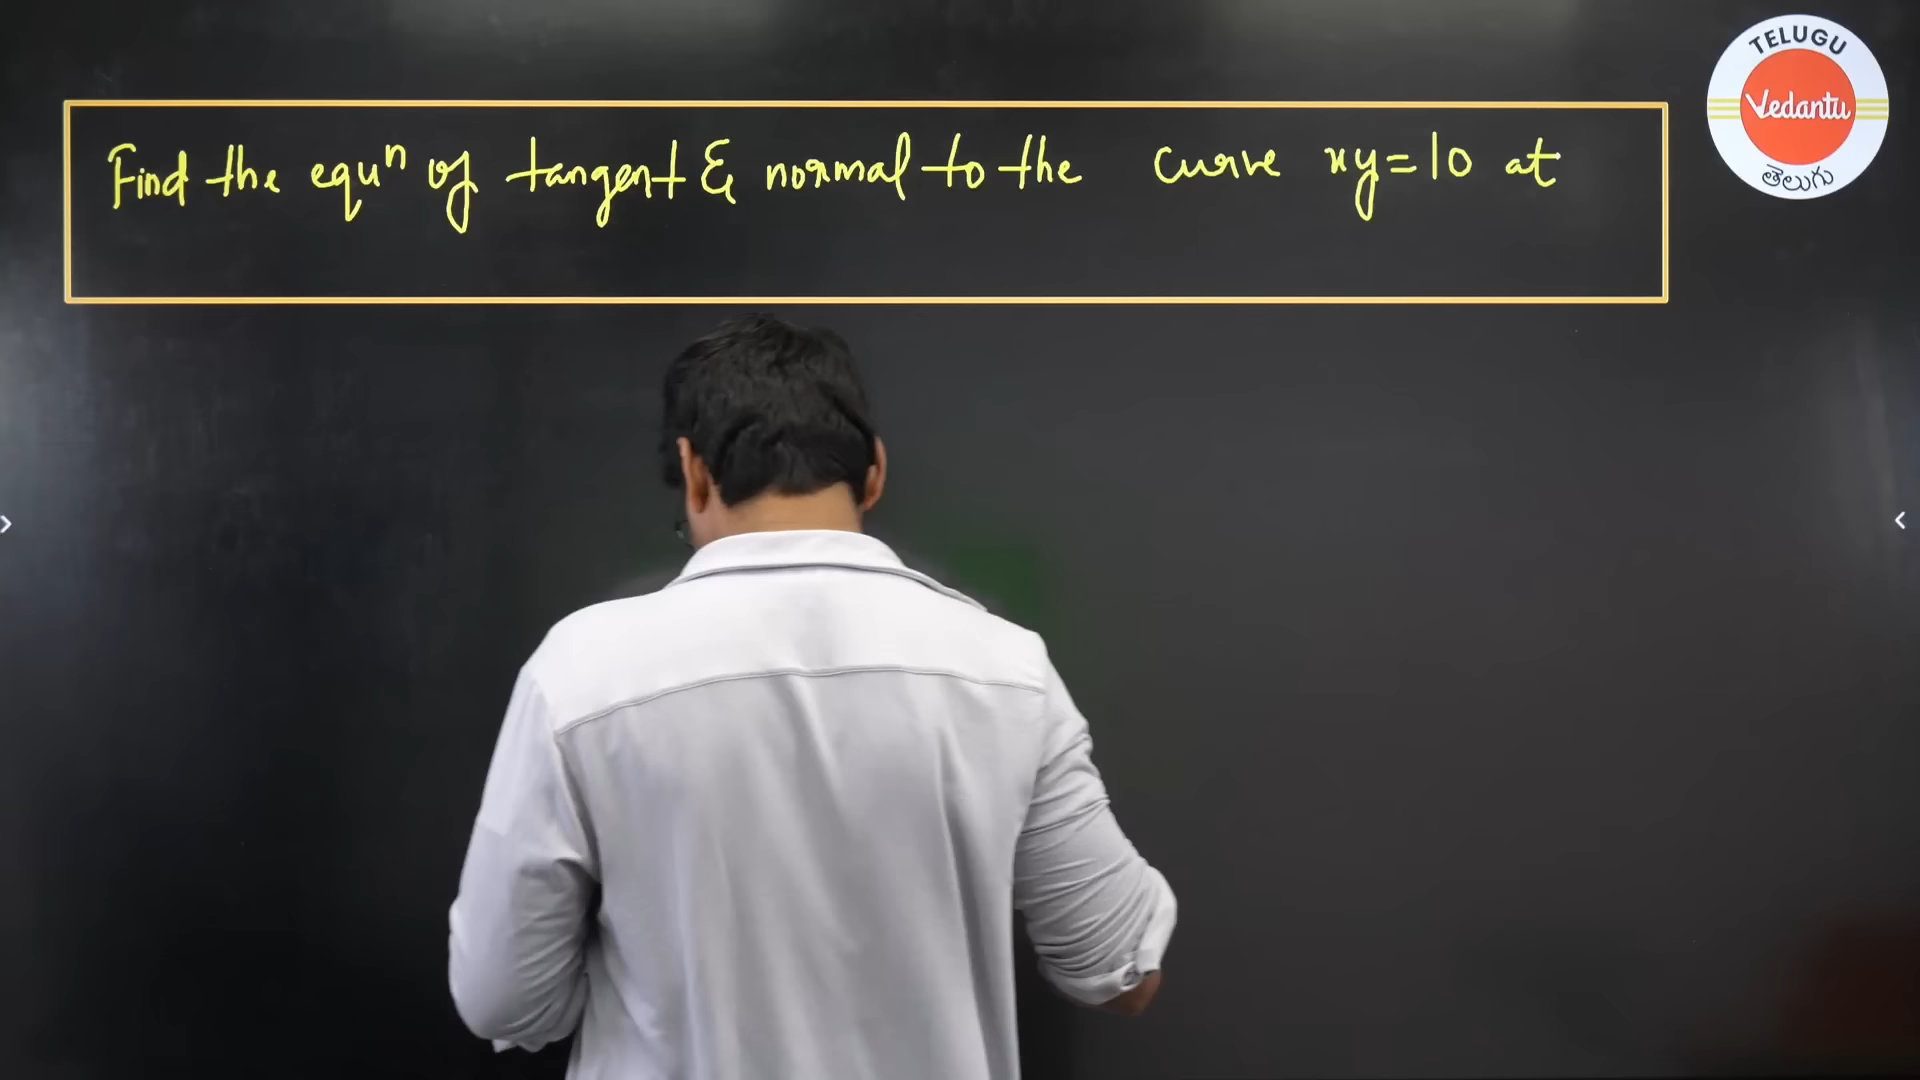 Find the equⁿ of tangent & normal to the curve xy=10 at
TELUGU
Vedantu
తెలుగు